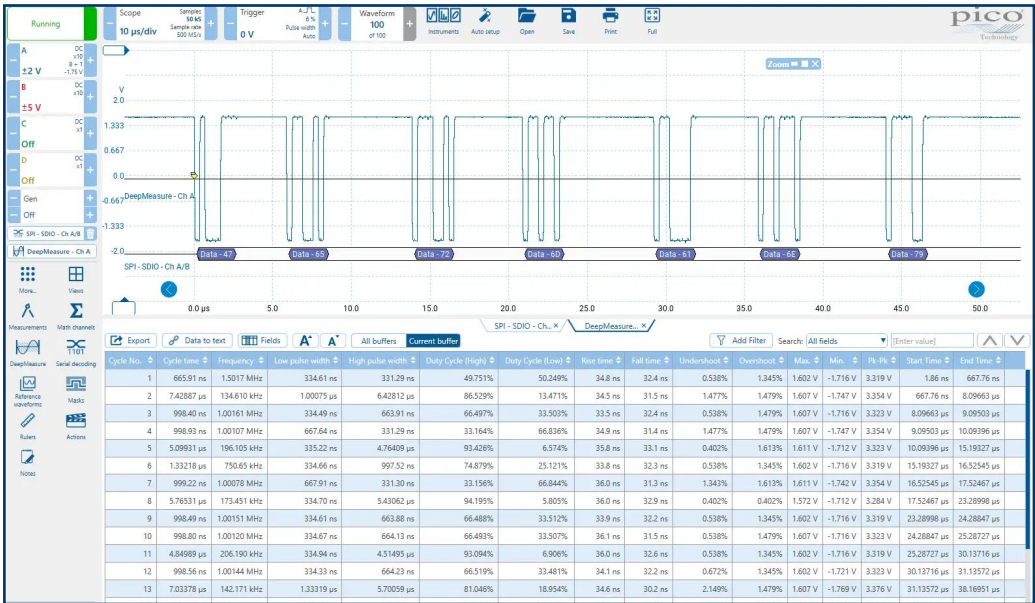 Running
Scope
10 µs/div
Samples
50 kS
Sample rate
500 MS/s
Trigger
0 V
A
6 %
Pulse width
Auto
Waveform
100
of 100
Instruments
Auto setup
Open
Save
Print
Full
pico
Technology
A
±2 V
DC
x10
8 + 1
-1.75 V
B
±5 V
DC
x10
C
Off
DC
x1
D
Off
DC
x1
Gen
Off
SPI - SDIO - Ch A/B
DeepMeasure - Ch A
More...
Views
Measurements
Math channels
DeepMeasure
Serial decoding
Reference waveforms
Masks
Rulers
Actions
Notes
Zoom
V
2.0
1.333
0.667
0.0
-0.667
-1.333
-2.0
DeepMeasure - Ch A
Data - 47 Data - 65 Data - 72 Data - 6D Data - 61 Data - 6E Data - 79
SPI - SDIO - Ch A/B
0.0 µs 5.0 10.0 15.0 20.0 25.0 30.0 35.0 40.0 45.0 50.0
SPI - SDIO - Ch... × DeepMeasure... ×
Export Data to text Fields A A All buffers Current buffer Add Filter Search: All fields [Enter value]
Cycle No. Cycle time Frequency Low pulse width High pulse width Duty Cycle (High) Duty Cycle (Low) Rise time Fall time Undershoot Overshoot Max. Min. Pk-Pk Start Time End Time
1 665.91 ns 1.5017 MHz 334.61 ns 331.29 ns 49.751% 50.249% 34.8 ns 32.4 ns 0.538% 1.345% 1.602 V -1.716 V 3.319 V 1.86 ns 667.76 ns
2 7.42887 µs 134.610 kHz 1.00075 µs 6.42812 µs 86.529% 13.471% 34.5 ns 31.5 ns 1.477% 1.479% 1.607 V -1.747 V 3.354 V 667.76 ns 8.09663 µs
3 998.40 ns 1.00161 MHz 334.49 ns 663.91 ns 66.497% 33.503% 33.5 ns 32.4 ns 0.538% 1.479% 1.607 V -1.716 V 3.323 V 8.09663 µs 9.09503 µs
4 998.93 ns 1.00107 MHz 667.64 ns 331.29 ns 33.164% 66.836% 34.9 ns 31.4 ns 1.477% 1.479% 1.607 V -1.747 V 3.354 V 9.09503 µs 10.09396 µs
5 5.09931 µs 196.105 kHz 335.22 ns 4.76409 µs 93.426% 6.574% 35.8 ns 33.1 ns 0.402% 1.613% 1.611 V -1.712 V 3.323 V 10.09396 µs 15.19327 µs
6 1.33218 µs 750.65 kHz 334.66 ns 997.52 ns 74.879% 25.121% 33.8 ns 32.3 ns 0.538% 1.345% 1.602 V -1.716 V 3.319 V 15.19327 µs 16.52545 µs
7 999.22 ns 1.00078 MHz 667.91 ns 331.30 ns 33.156% 66.844% 36.0 ns 31.3 ns 1.343% 1.613% 1.611 V -1.742 V 3.354 V 16.52545 µs 17.52467 µs
8 5.76531 µs 173.451 kHz 334.70 ns 5.43062 µs 94.195% 5.805% 36.0 ns 32.9 ns 0.402% 0.402% 1.572 V -1.712 V 3.284 V 17.52467 µs 23.28998 µs
9 998.49 ns 1.00151 MHz 334.61 ns 663.88 ns 66.488% 33.512% 33.9 ns 32.2 ns 0.538% 1.345% 1.602 V -1.716 V 3.319 V 23.28998 µs 24.28847 µs
10 998.80 ns 1.00120 MHz 334.67 ns 664.13 ns 66.493% 33.507% 36.1 ns 31.5 ns 0.538% 1.479% 1.607 V -1.716 V 3.323 V 24.28847 µs 25.28727 µs
11 4.84989 µs 206.190 kHz 334.94 ns 4.51495 µs 93.094% 6.906% 36.0 ns 32.6 ns 0.538% 1.345% 1.602 V -1.716 V 3.319 V 25.28727 µs 30.13716 µs
12 998.56 ns 1.00144 MHz 334.33 ns 664.23 ns 66.519% 33.481% 34.1 ns 32.2 ns 0.672% 1.345% 1.602 V -1.721 V 3.323 V 30.13716 µs 31.13572 µs
13 7.03378 µs 142.171 kHz 1.33319 µs 5.70059 µs 81.046% 18.954% 34.6 ns 30.2 ns 2.149% 1.479% 1.607 V -1.769 V 3.376 V 31.13572 µs 38.16951 µs